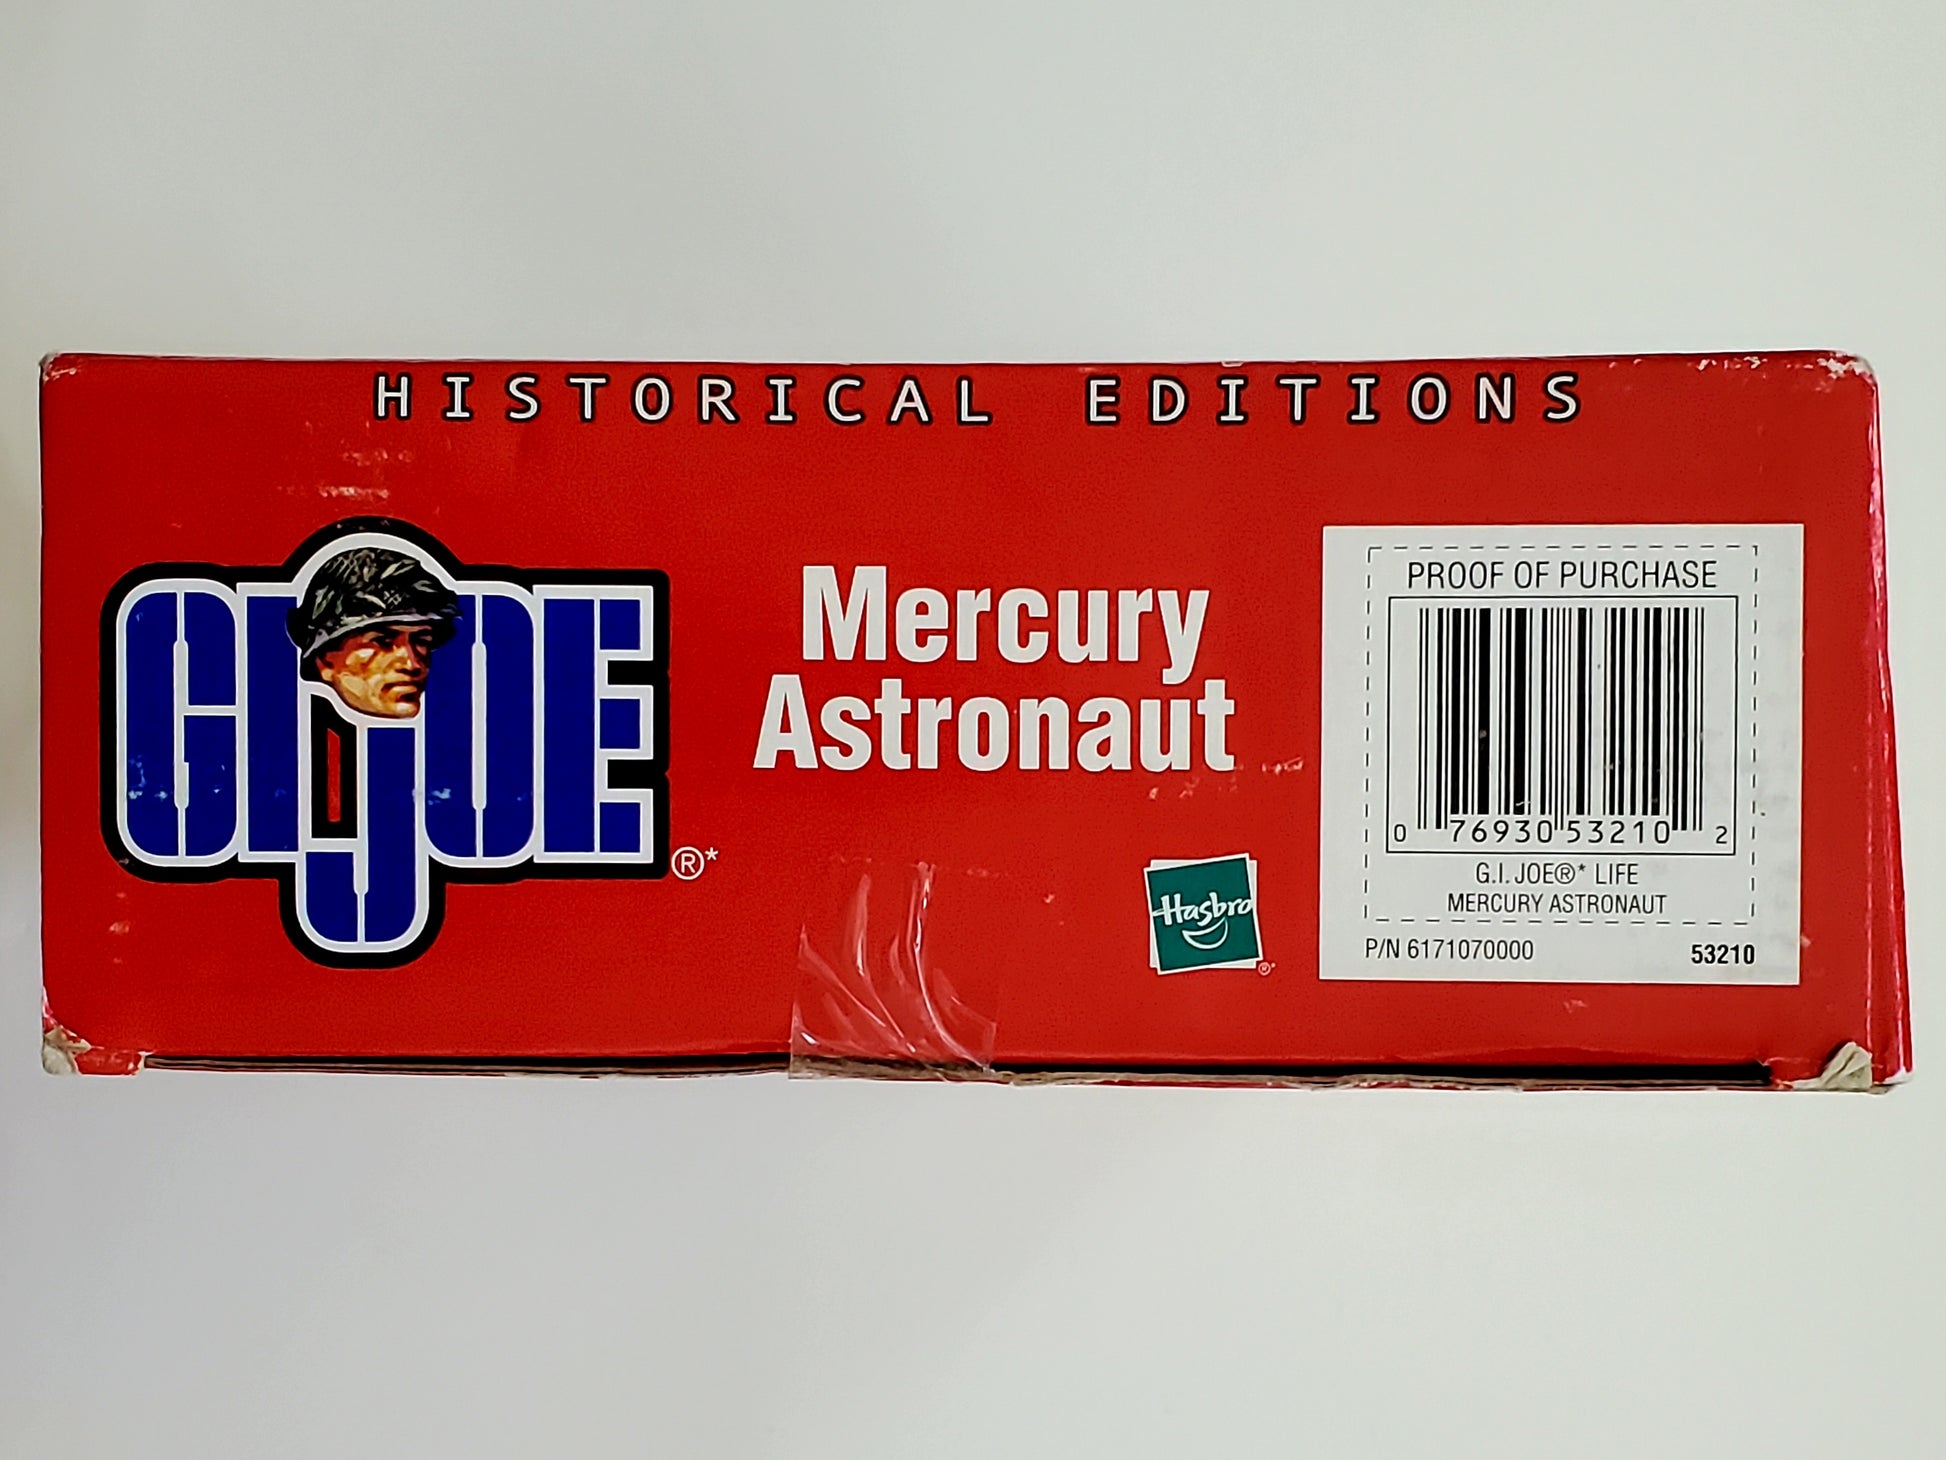 HISTORICAL EDITIONS
GI JOE
®*
Mercury
Astronaut
Hasbro
®*
PROOF OF PURCHASE
0 76930 53210 2
G.I. JOE®* LIFE
MERCURY ASTRONAUT
P/N 6171070000 53210